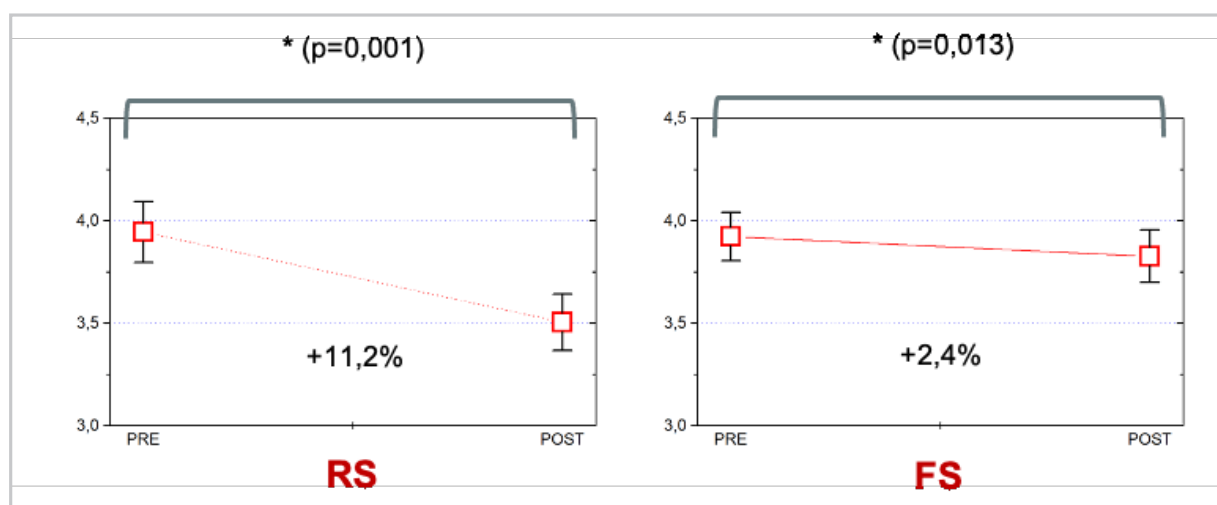 * (p=0,001)
4,5
4,0
3,5
3,0
+11,2%
PRE
POST
RS
* (p=0,013)
4,5
4,0
3,5
3,0
+2,4%
PRE
POST
FS